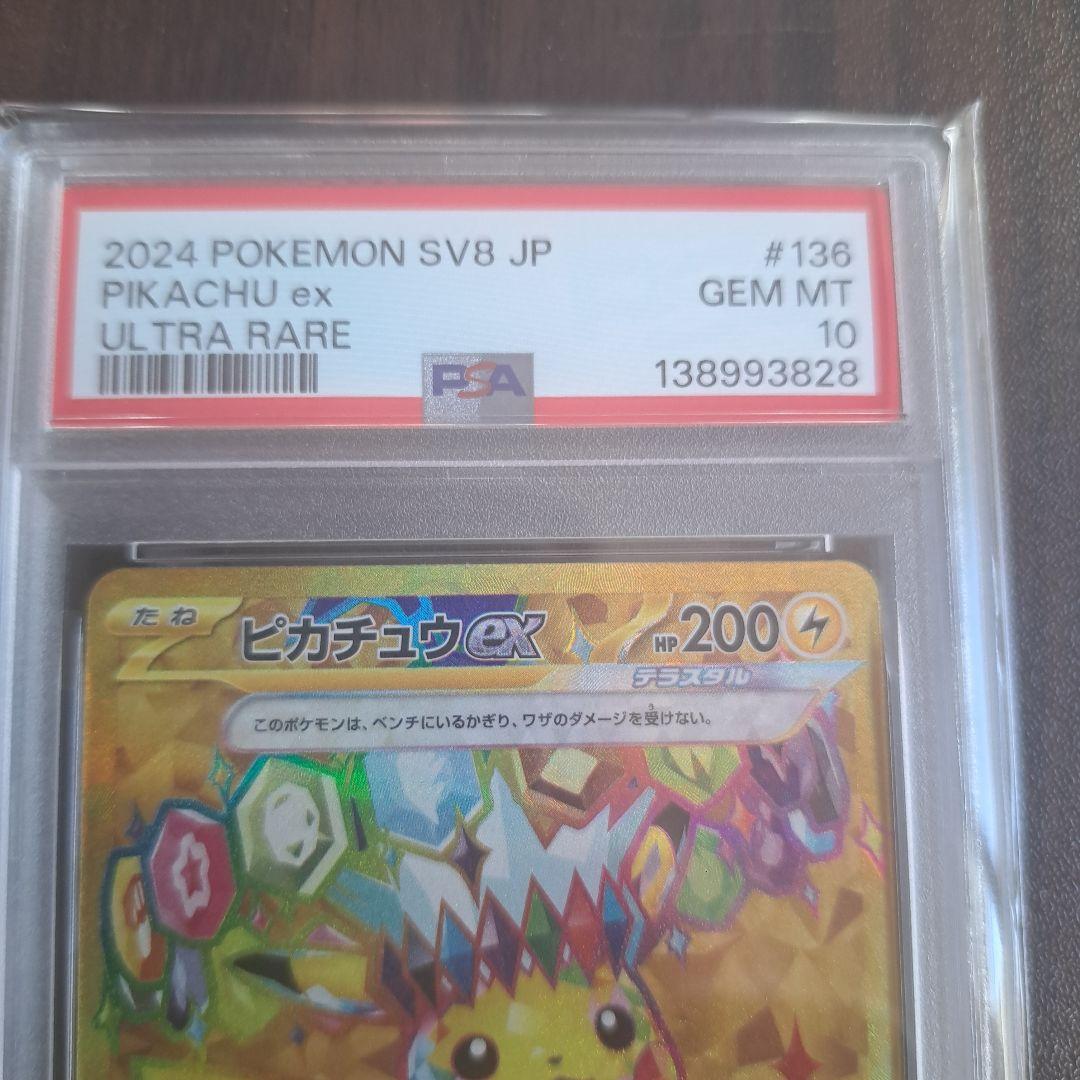 2024 POKEMON SV8 JP #136
PIKACHU ex GEM MT
ULTRA RARE 10
PSA 138993828
たね ピカチュウex HP200
テラスタル
このポケモンは、ベンチにいるかぎり、ワザのダメージを受けない。